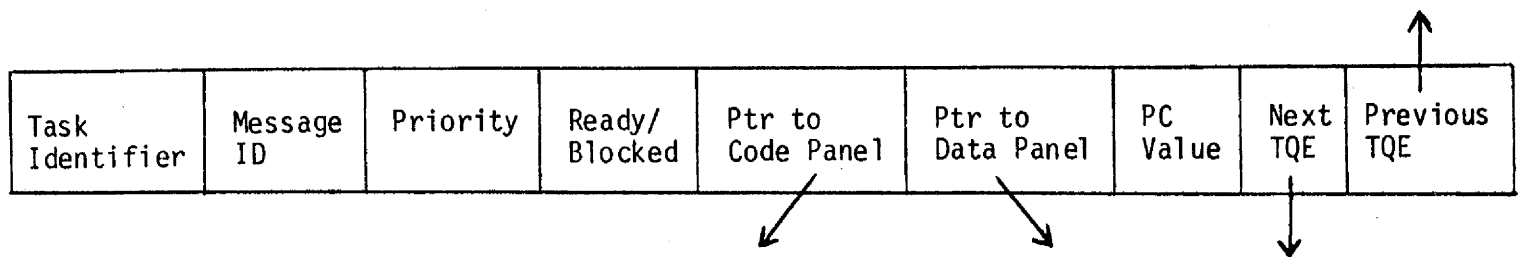 Task
Identifier
Message
ID
Priority
Ready/
Blocked
Ptr to
Code Panel
Ptr to
Data Panel
PC
Value
Next
TQE
Previous
TQE